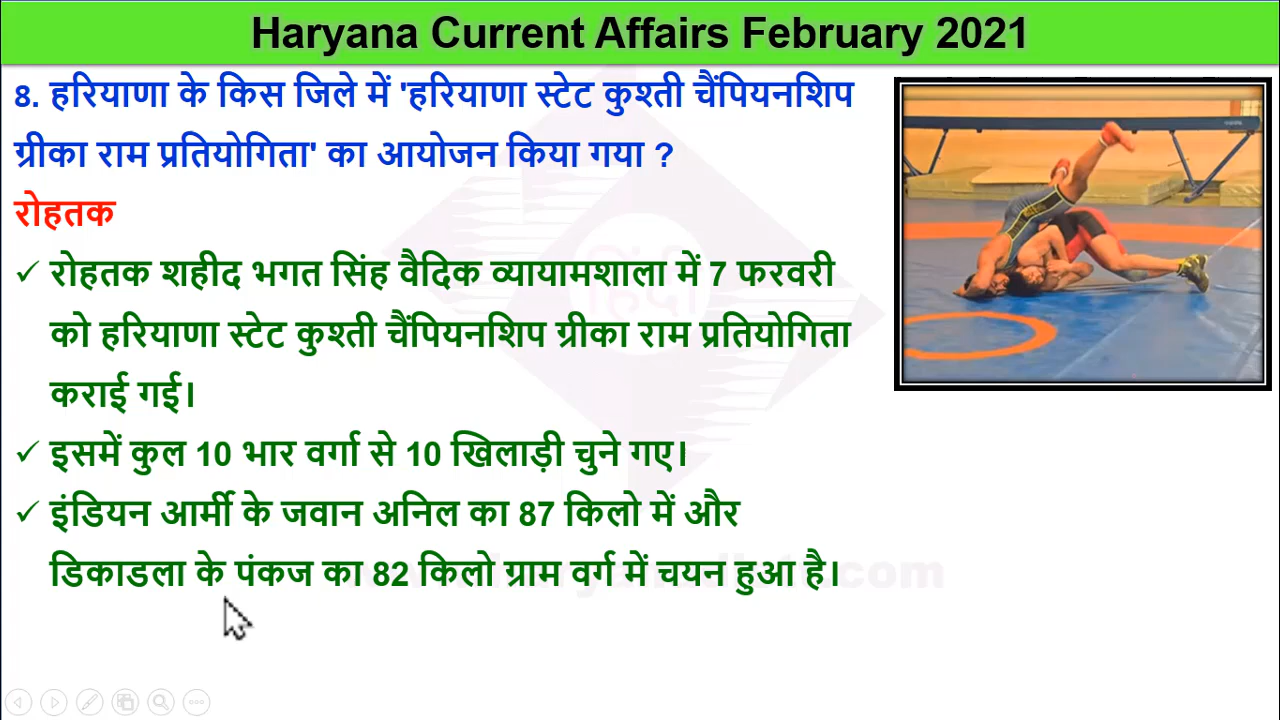 Haryana Current Affairs February 2021
8. हरियाणा के किस जिले में 'हरियाणा स्टेट कुश्ती चैंपियनशिप
ग्रीका राम प्रतियोगिता' का आयोजन किया गया ?
रोहतक
✓ रोहतक शहीद भगत सिंह वैदिक व्यायामशाला में 7 फरवरी
को हरियाणा स्टेट कुश्ती चैंपियनशिप ग्रीका राम प्रतियोगिता
कराई गई।
✓ इसमें कुल 10 भार वर्गा से 10 खिलाड़ी चुने गए।
✓ इंडियन आर्मी के जवान अनिल का 87 किलो में और
डिकाडला के पंकज का 82 किलो ग्राम वर्ग में चयन हुआ है।
हिंदी